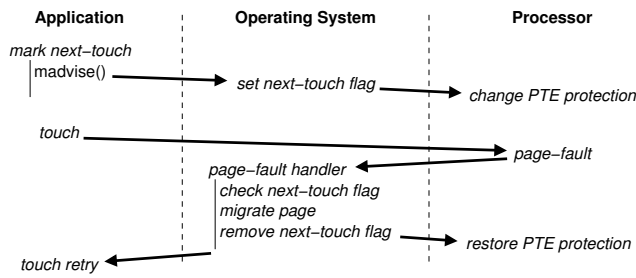 Application Operating System Processor
mark next−touch
madvise()
set next−touch flag
change PTE protection
touch
page−fault
page−fault handler
check next−touch flag
migrate page
remove next−touch flag
restore PTE protection
touch retry